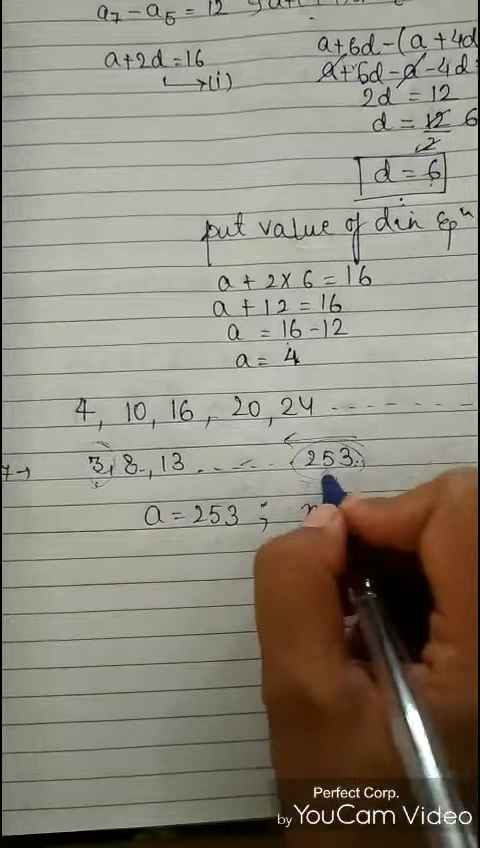 a₇ - a₅ = 12
a+2d = 16
(i)
a+6d-(a+4d
a+6d-a-4d=
2d = 12
d = 12 6
2
d = 6
put value of d in Eqⁿ
a + 2 x 6 = 16
a + 12 = 16
a = 16 - 12
a = 4
4, 10, 16, 20, 24 - - - - - - - -
7→ 3, 8, 13 . . - - - . . 253.
a = 253 ; n
Perfect Corp.
by YouCam Video